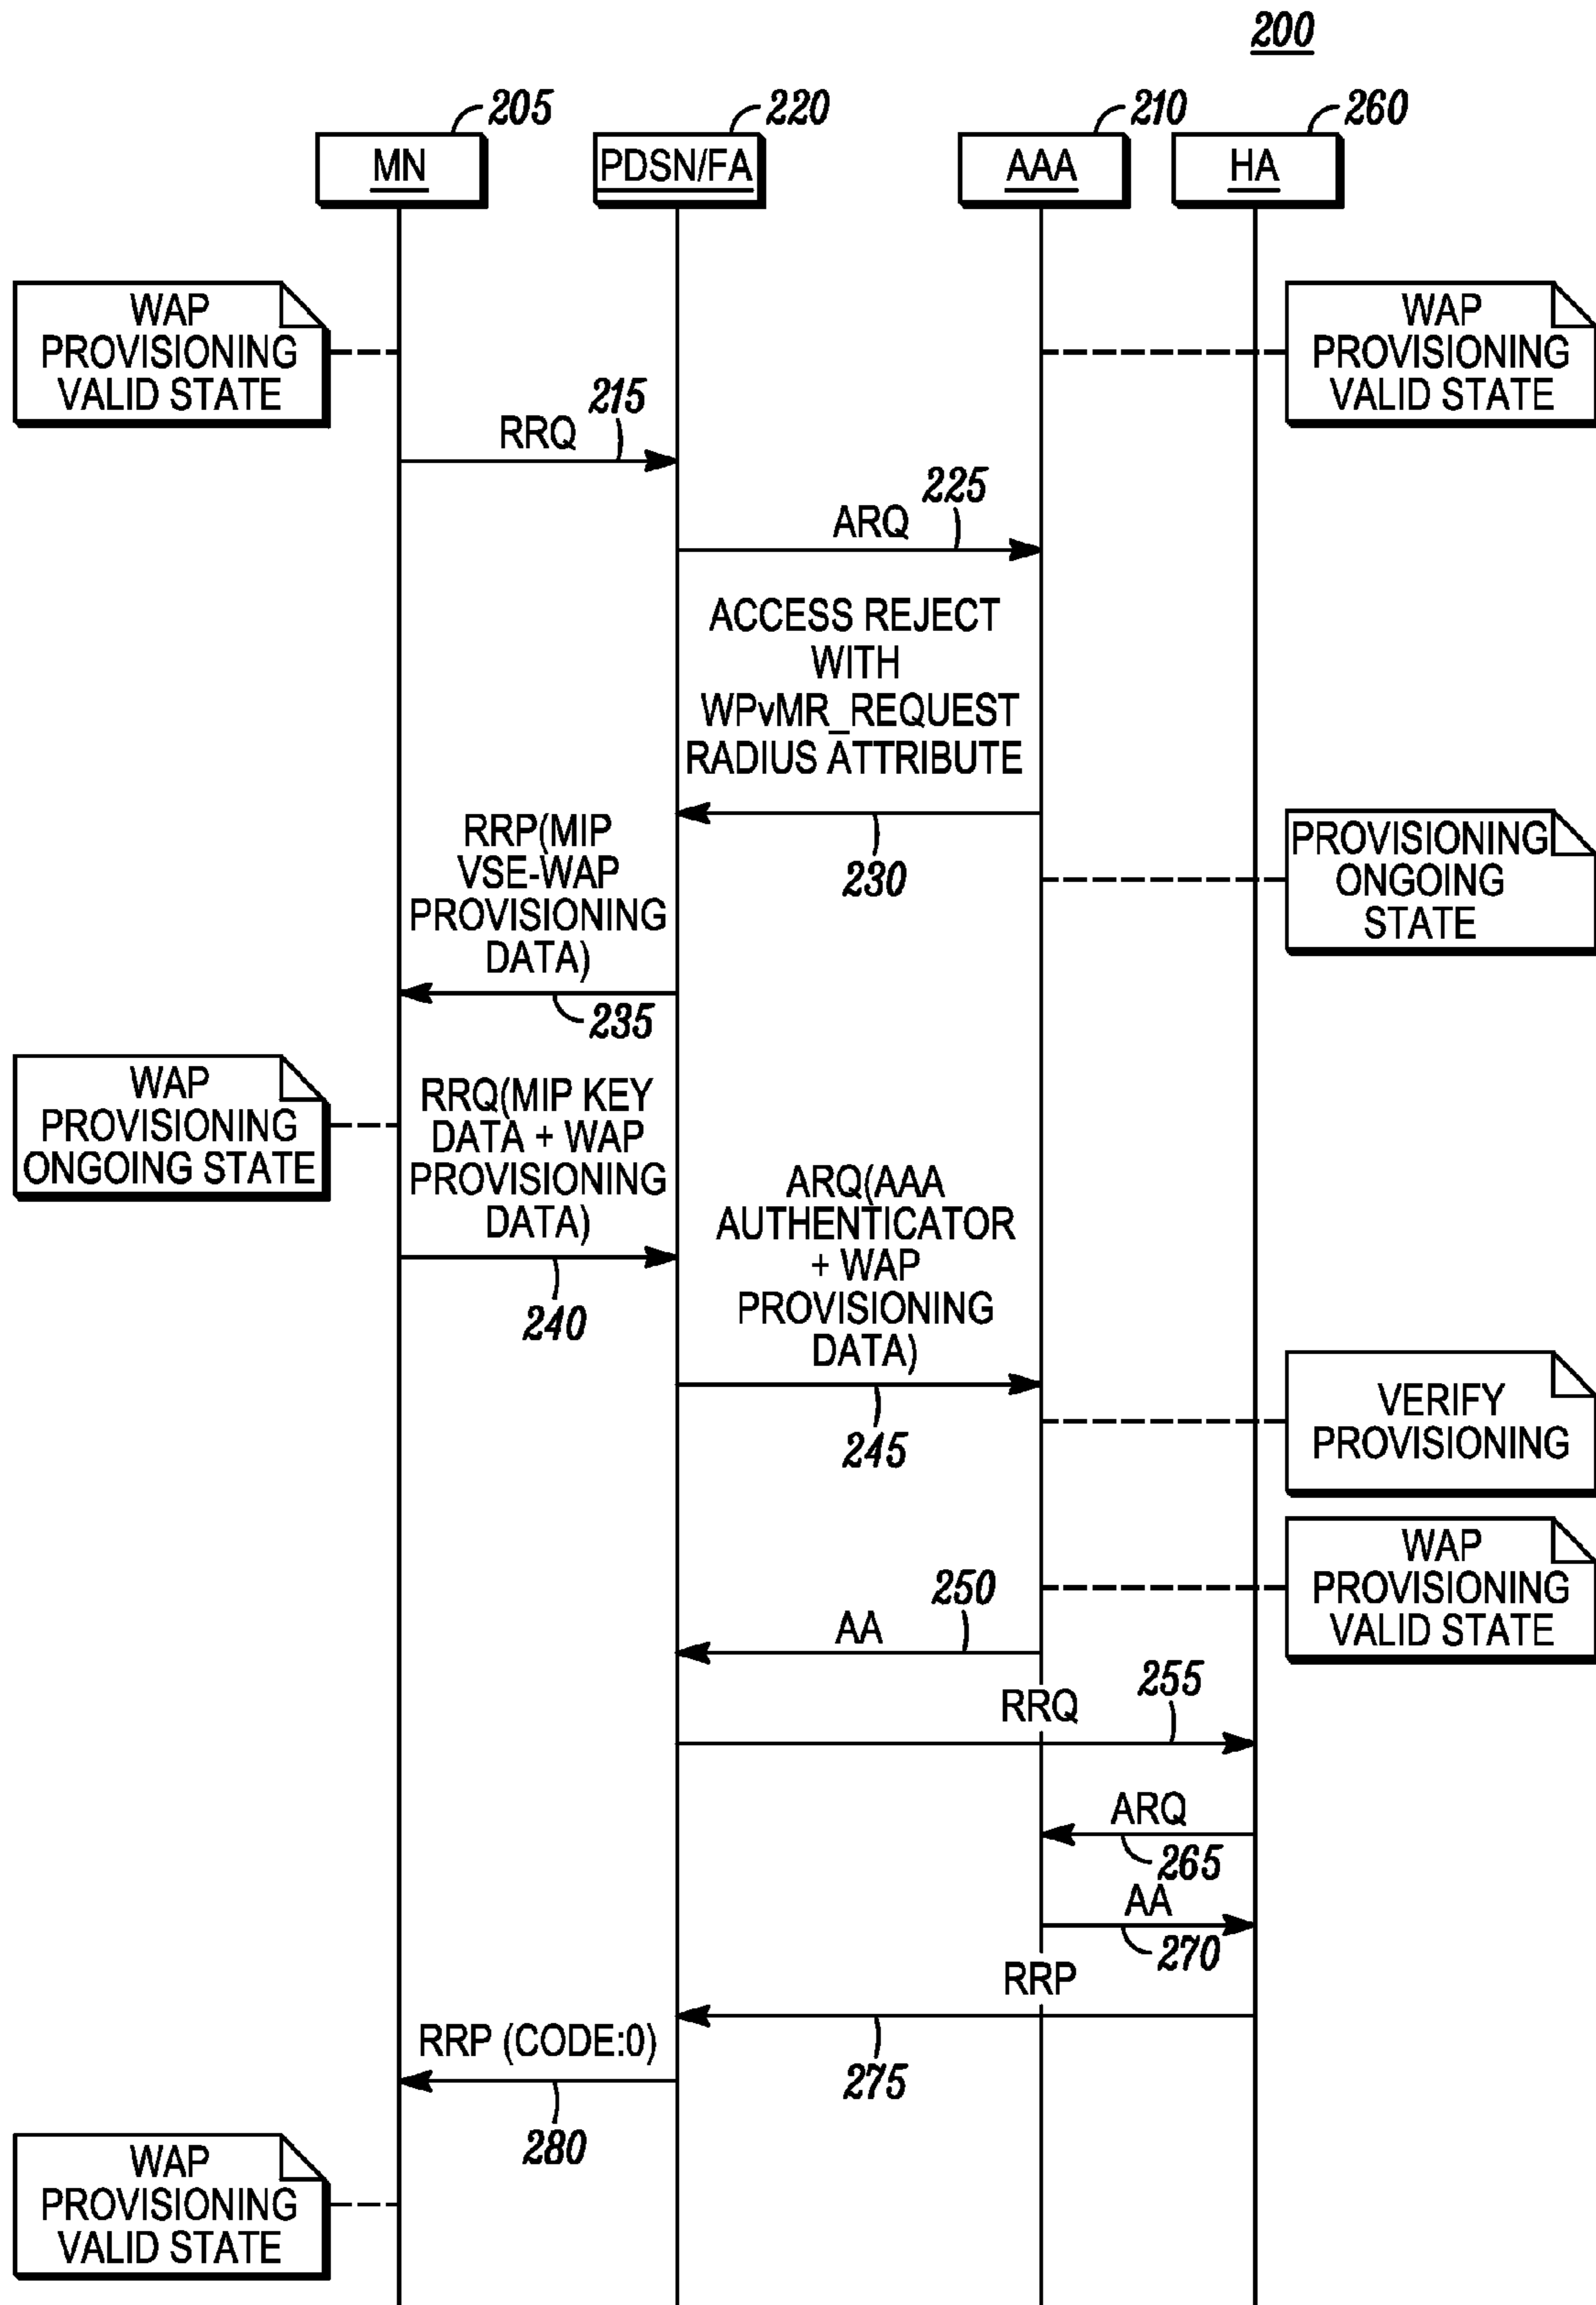 200
205
220
210
260
MN
PDSN/FA
AAA
HA
WAP
PROVISIONING
VALID STATE
WAP
PROVISIONING
VALID STATE
215
RRQ
225
ARQ
ACCESS REJECT
WITH
WPvMR_REQUEST
RADIUS ATTRIBUTE
230
PROVISIONING
ONGOING
STATE
RRP(MIP
VSE-WAP
PROVISIONING
DATA)
235
WAP
PROVISIONING
ONGOING STATE
RRQ(MIP KEY
DATA + WAP
PROVISIONING
DATA)
240
ARQ(AAA
AUTHENTICATOR
+ WAP
PROVISIONING
DATA)
245
VERIFY
PROVISIONING
WAP
PROVISIONING
VALID STATE
250
AA
255
RRQ
ARQ
265
AA
270
RRP
275
RRP (CODE:0)
280
WAP
PROVISIONING
VALID STATE